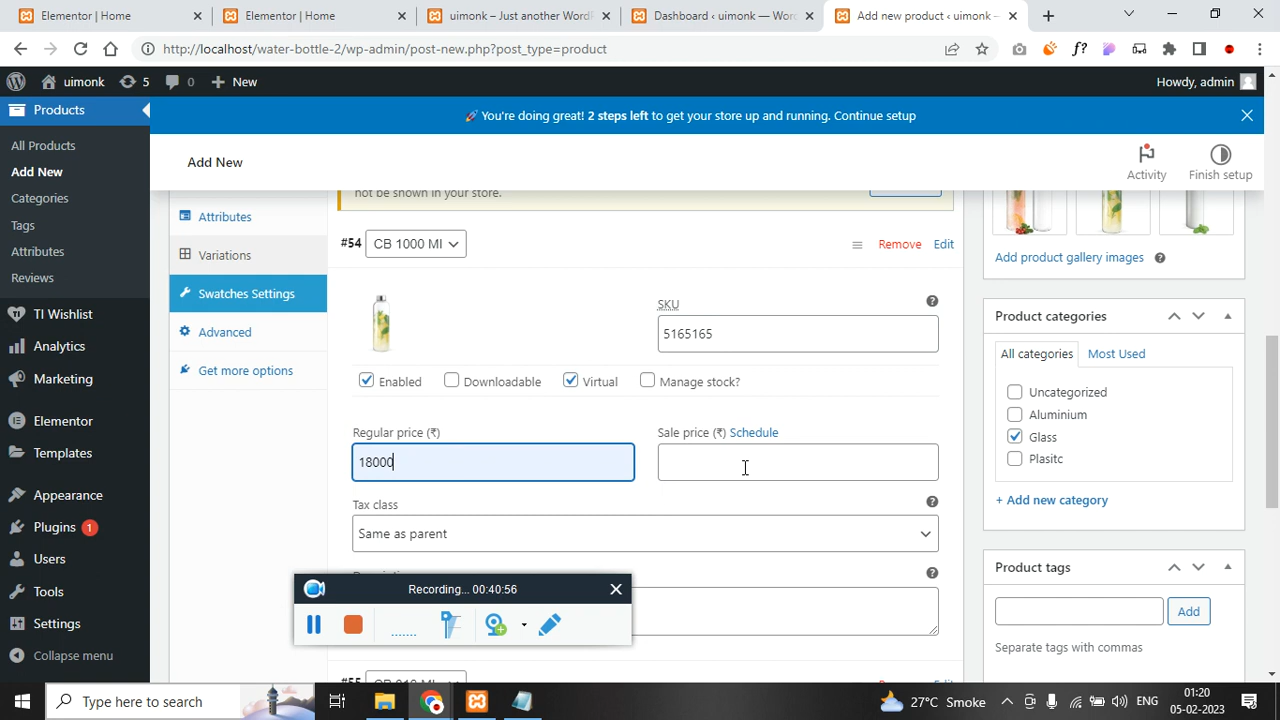 Elementor | Home
Elementor | Home
uimonk – Just another WordPr
Dashboard ‹ uimonk — Wor
Add new product ‹ uimonk –
http://localhost/water-bottle-2/wp-admin/post-new.php?post_type=product
f?
uimonk 5 0 New
Howdy, admin
Products
🚀 You're doing great! 2 steps left to get your store up and running. Continue setup
All Products
Add New
Categories
Tags
Attributes
Reviews
TI Wishlist
Analytics
Marketing
Elementor
Templates
Appearance
Plugins 1
Users
Tools
Settings
Collapse menu
Add New
Activity
Finish setup
not be shown in your store.
Attributes
Variations
Swatches Settings
Advanced
Get more options
#54 CB 1000 Ml
Remove Edit
SKU
5165165
Enabled Downloadable Virtual Manage stock?
Regular price (₹)
18000
Sale price (₹) Schedule
Tax class
Same as parent
Recording... 00:40:56
#55
Add product gallery images
Product categories
All categories Most Used
Uncategorized
Aluminium
Glass
Plasitc
+ Add new category
Product tags
Add
Separate tags with commas
Type here to search
27°C Smoke
ENG
01:20
05-02-2023